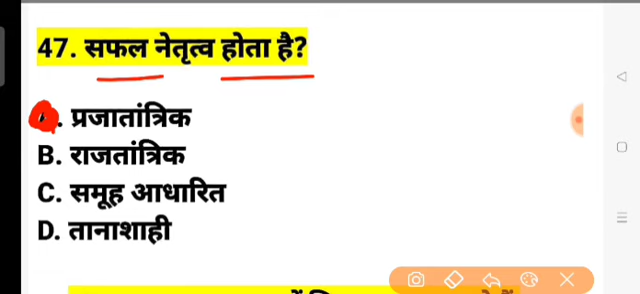 47. सफल नेतृत्व होता है?
. प्रजातांत्रिक
B. राजतांत्रिक
C. समूह आधारित
D. तानाशाही